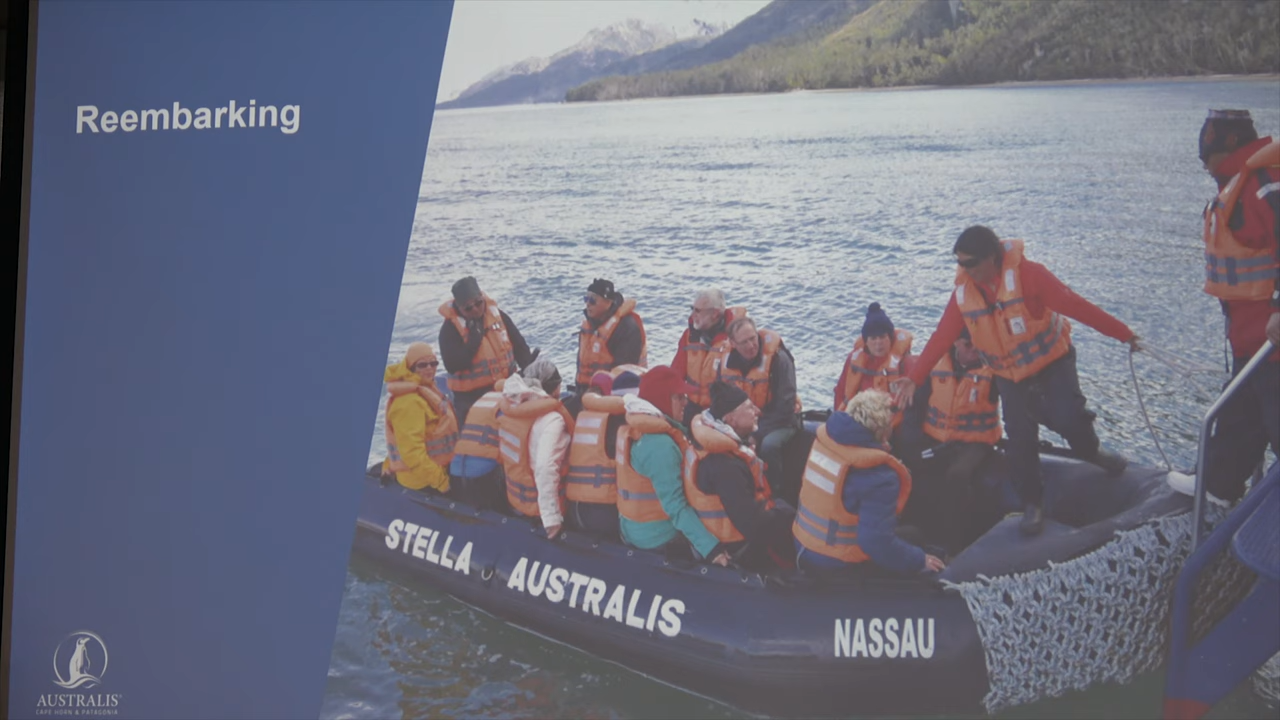 Reembarking
STELLA AUSTRALIS
NASSAU
AUSTRALIS
CAPE HORN & PATAGONIA